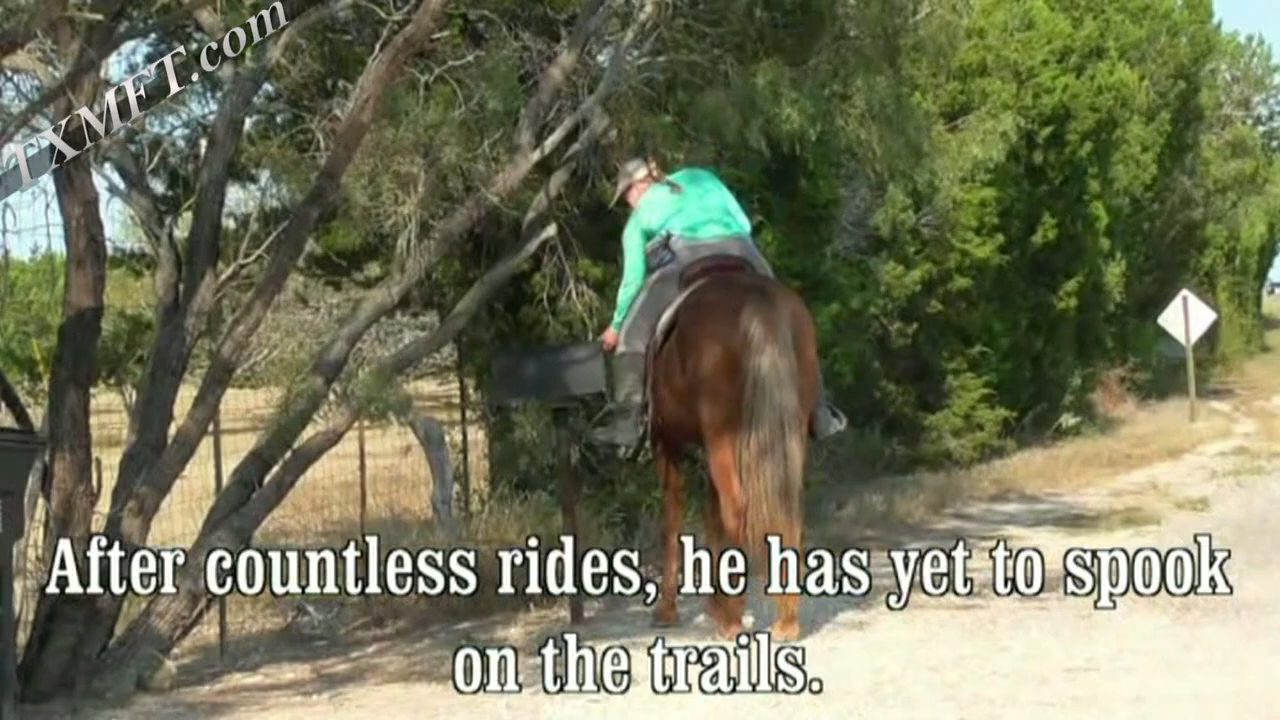 TXMFT.com
After countless rides, he has yet to spook
on the trails.